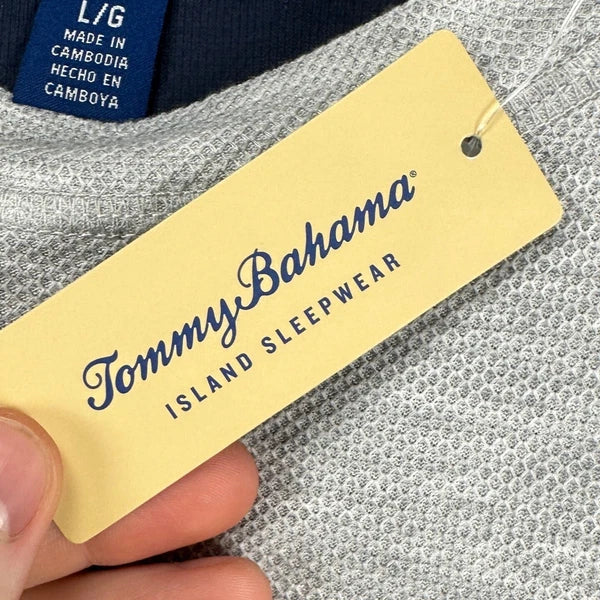 L/G
MADE IN
CAMBODIA
HECHO EN
CAMBOYA
Tommy Bahama®
ISLAND SLEEPWEAR